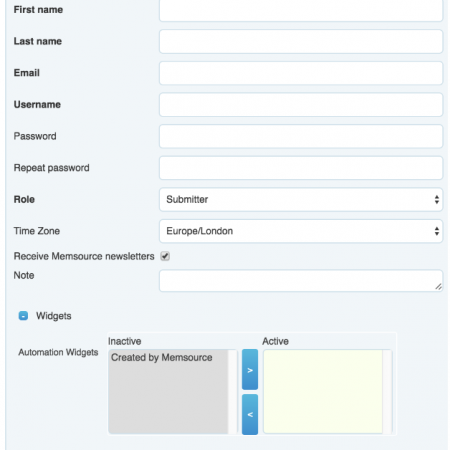 First name
Last name
Email
Username
Password
Repeat password
Role Submitter
Time Zone Europe/London
Receive Memsource newsletters
Note
- Widgets
Inactive Active
Automation Widgets Created by Memsource
>
<